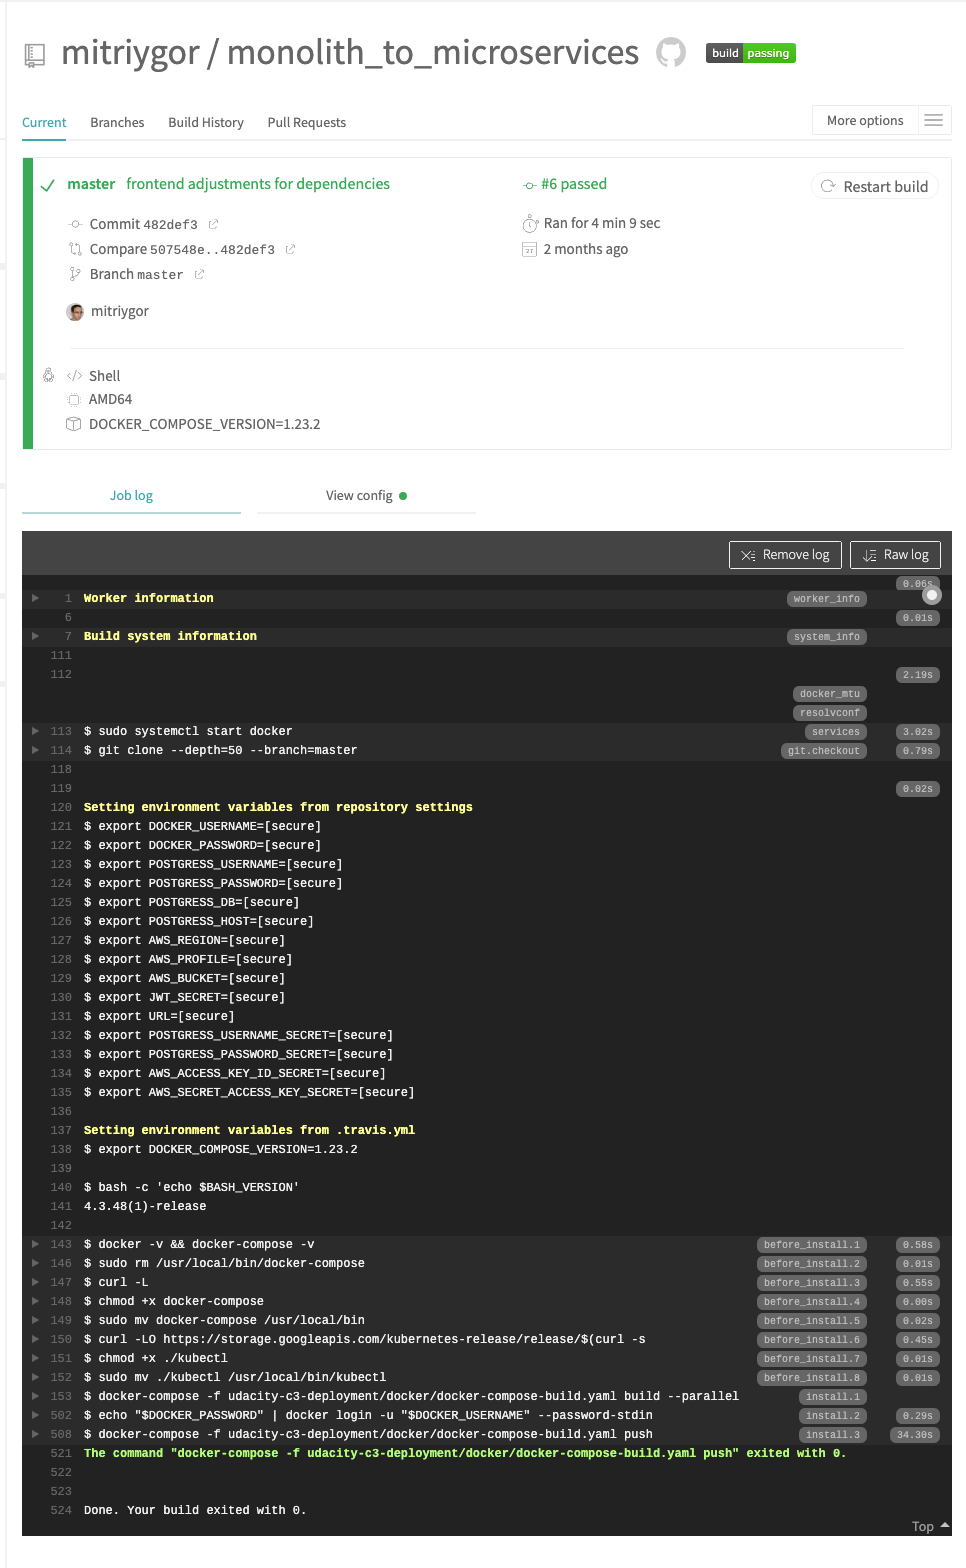 mitriygor / monolith_to_microservices build passing
Current Branches Build History Pull Requests More options
master frontend adjustments for dependencies #6 passed Restart build
Commit 482def3 Ran for 4 min 9 sec
Compare 507548e..482def3 2 months ago
Branch master
mitriygor
Shell
AMD64
DOCKER_COMPOSE_VERSION=1.23.2
Job log View config
Remove log Raw log
0.06s
1 Worker information worker_info
6 0.01s
7 Build system information system_info
111
112 2.19s
docker_mtu
resolvconf
113 $ sudo systemctl start docker services 3.02s
114 $ git clone --depth=50 --branch=master git.checkout 0.79s
118
119 0.02s
120 Setting environment variables from repository settings
121 $ export DOCKER_USERNAME=[secure]
122 $ export DOCKER_PASSWORD=[secure]
123 $ export POSTGRESS_USERNAME=[secure]
124 $ export POSTGRESS_PASSWORD=[secure]
125 $ export POSTGRESS_DB=[secure]
126 $ export POSTGRESS_HOST=[secure]
127 $ export AWS_REGION=[secure]
128 $ export AWS_PROFILE=[secure]
129 $ export AWS_BUCKET=[secure]
130 $ export JWT_SECRET=[secure]
131 $ export URL=[secure]
132 $ export POSTGRESS_USERNAME_SECRET=[secure]
133 $ export POSTGRESS_PASSWORD_SECRET=[secure]
134 $ export AWS_ACCESS_KEY_ID_SECRET=[secure]
135 $ export AWS_SECRET_ACCESS_KEY_SECRET=[secure]
136
137 Setting environment variables from .travis.yml
138 $ export DOCKER_COMPOSE_VERSION=1.23.2
139
140 $ bash -c 'echo $BASH_VERSION'
141 4.3.48(1)-release
142
143 $ docker -v && docker-compose -v before_install.1 0.58s
146 $ sudo rm /usr/local/bin/docker-compose before_install.2 0.01s
147 $ curl -L before_install.3 0.55s
148 $ chmod +x docker-compose before_install.4 0.00s
149 $ sudo mv docker-compose /usr/local/bin before_install.5 0.02s
150 $ curl -LO https://storage.googleapis.com/kubernetes-release/release/$(curl -s before_install.6 0.45s
151 $ chmod +x ./kubectl before_install.7 0.01s
152 $ sudo mv ./kubectl /usr/local/bin/kubectl before_install.8 0.01s
153 $ docker-compose -f udacity-c3-deployment/docker/docker-compose-build.yaml build --parallel install.1
502 $ echo "$DOCKER_PASSWORD" | docker login -u "$DOCKER_USERNAME" --password-stdin install.2 0.29s
508 $ docker-compose -f udacity-c3-deployment/docker/docker-compose-build.yaml push install.3 34.30s
521 The command "docker-compose -f udacity-c3-deployment/docker/docker-compose-build.yaml push" exited with 0.
522
523
524 Done. Your build exited with 0.
Top